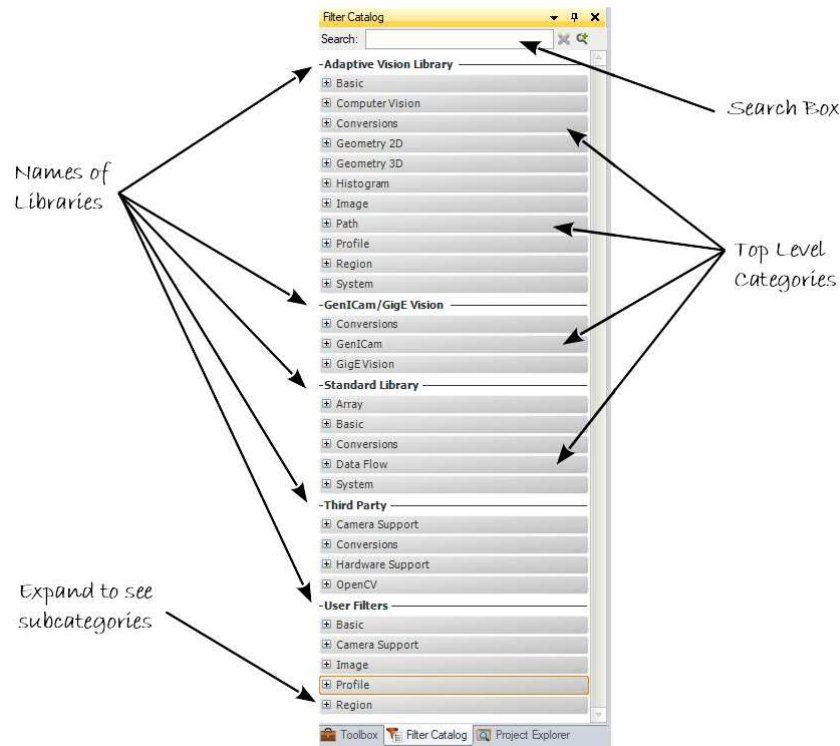 Filter Catalog
Search:
Adaptive Vision Library
Basic
Computer Vision
Conversions
Geometry 2D
Geometry 3D
Histogram
Image
Path
Profile
Region
System
GenICam/GigE Vision
Conversions
GenICam
GigEVision
Standard Library
Array
Basic
Conversions
Data Flow
System
Third Party
Camera Support
Conversions
Hardware Support
OpenCV
User Filters
Basic
Camera Support
Image
Profile
Region
Toolbox Filter Catalog Project Explorer
Names of
Libraries
Expand to see
subcategories
Search Box
Top Level
Categories